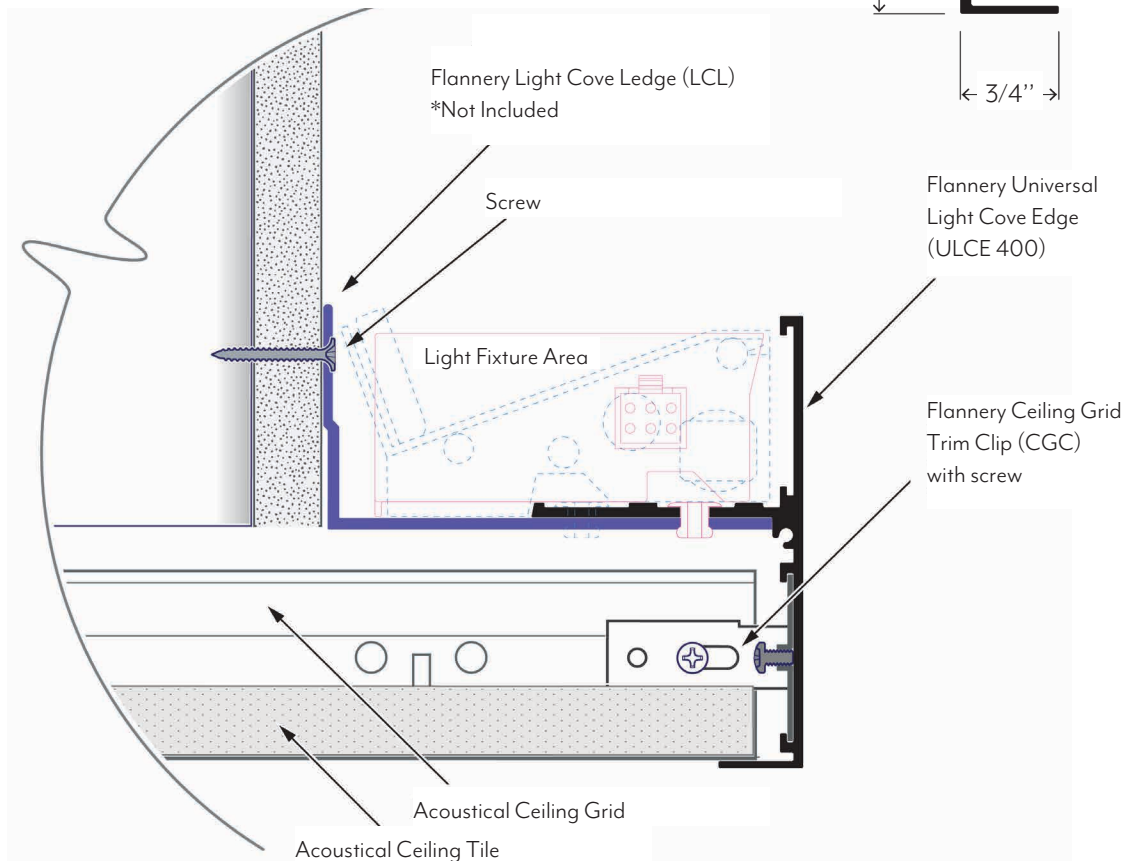 3/4’’
Flannery Light Cove Ledge (LCL)
*Not Included
Screw
Flannery Universal
Light Cove Edge
(ULCE 400)
Light Fixture Area
Flannery Ceiling Grid
Trim Clip (CGC)
with screw
Acoustical Ceiling Grid
Acoustical Ceiling Tile